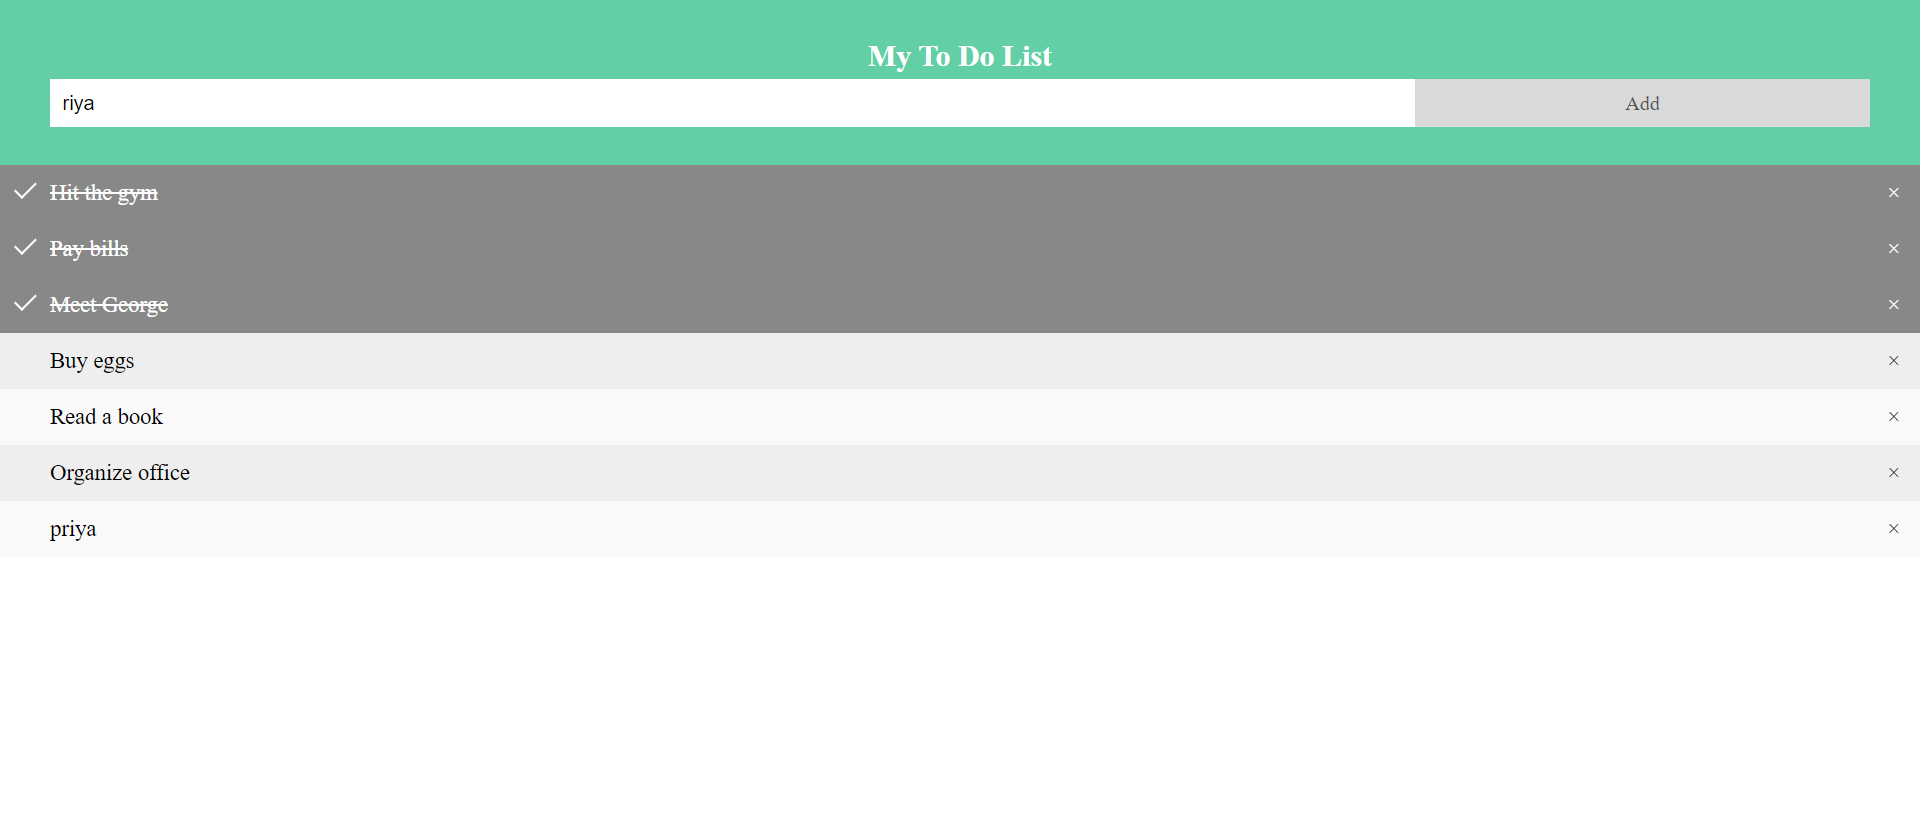 My To Do List
riya
Add
Hit the gym
×
Pay bills
×
Meet George
×
Buy eggs
×
Read a book
×
Organize office
×
priya
×